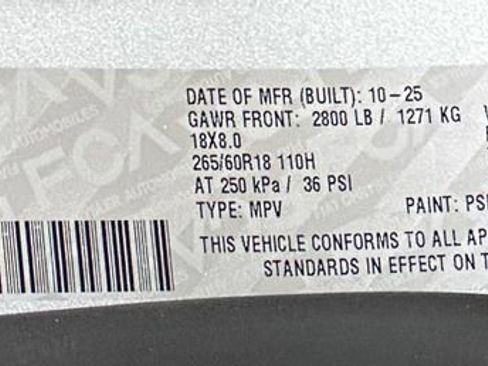 DATE OF MFR (BUILT): 10-25
GAWR FRONT: 2800 LB / 1271 KG
18X8.0
265/60R18 110H
AT 250 kPa / 36 PSI
TYPE: MPV PAINT:
THIS VEHICLE CONFORMS TO ALL
STANDARDS IN EFFECT ON